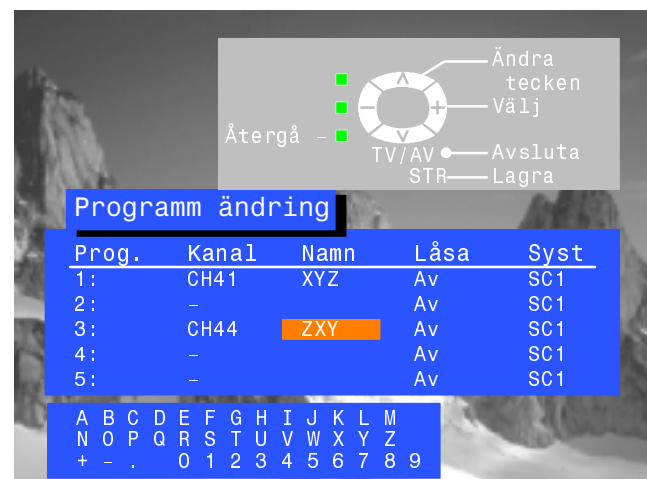 Ändra
tecken
Välj
Återgå –
TV/AV Avsluta
STR Lagra
Programm ändring
Prog. Kanal Namn Låsa Syst
1: CH41 XYZ Av SC1
2: – Av SC1
3: CH44 ZXY Av SC1
4: – Av SC1
5: – Av SC1
A B C D E F G H I J K L M
N O P Q R S T U V W X Y Z
+ – . 0 1 2 3 4 5 6 7 8 9